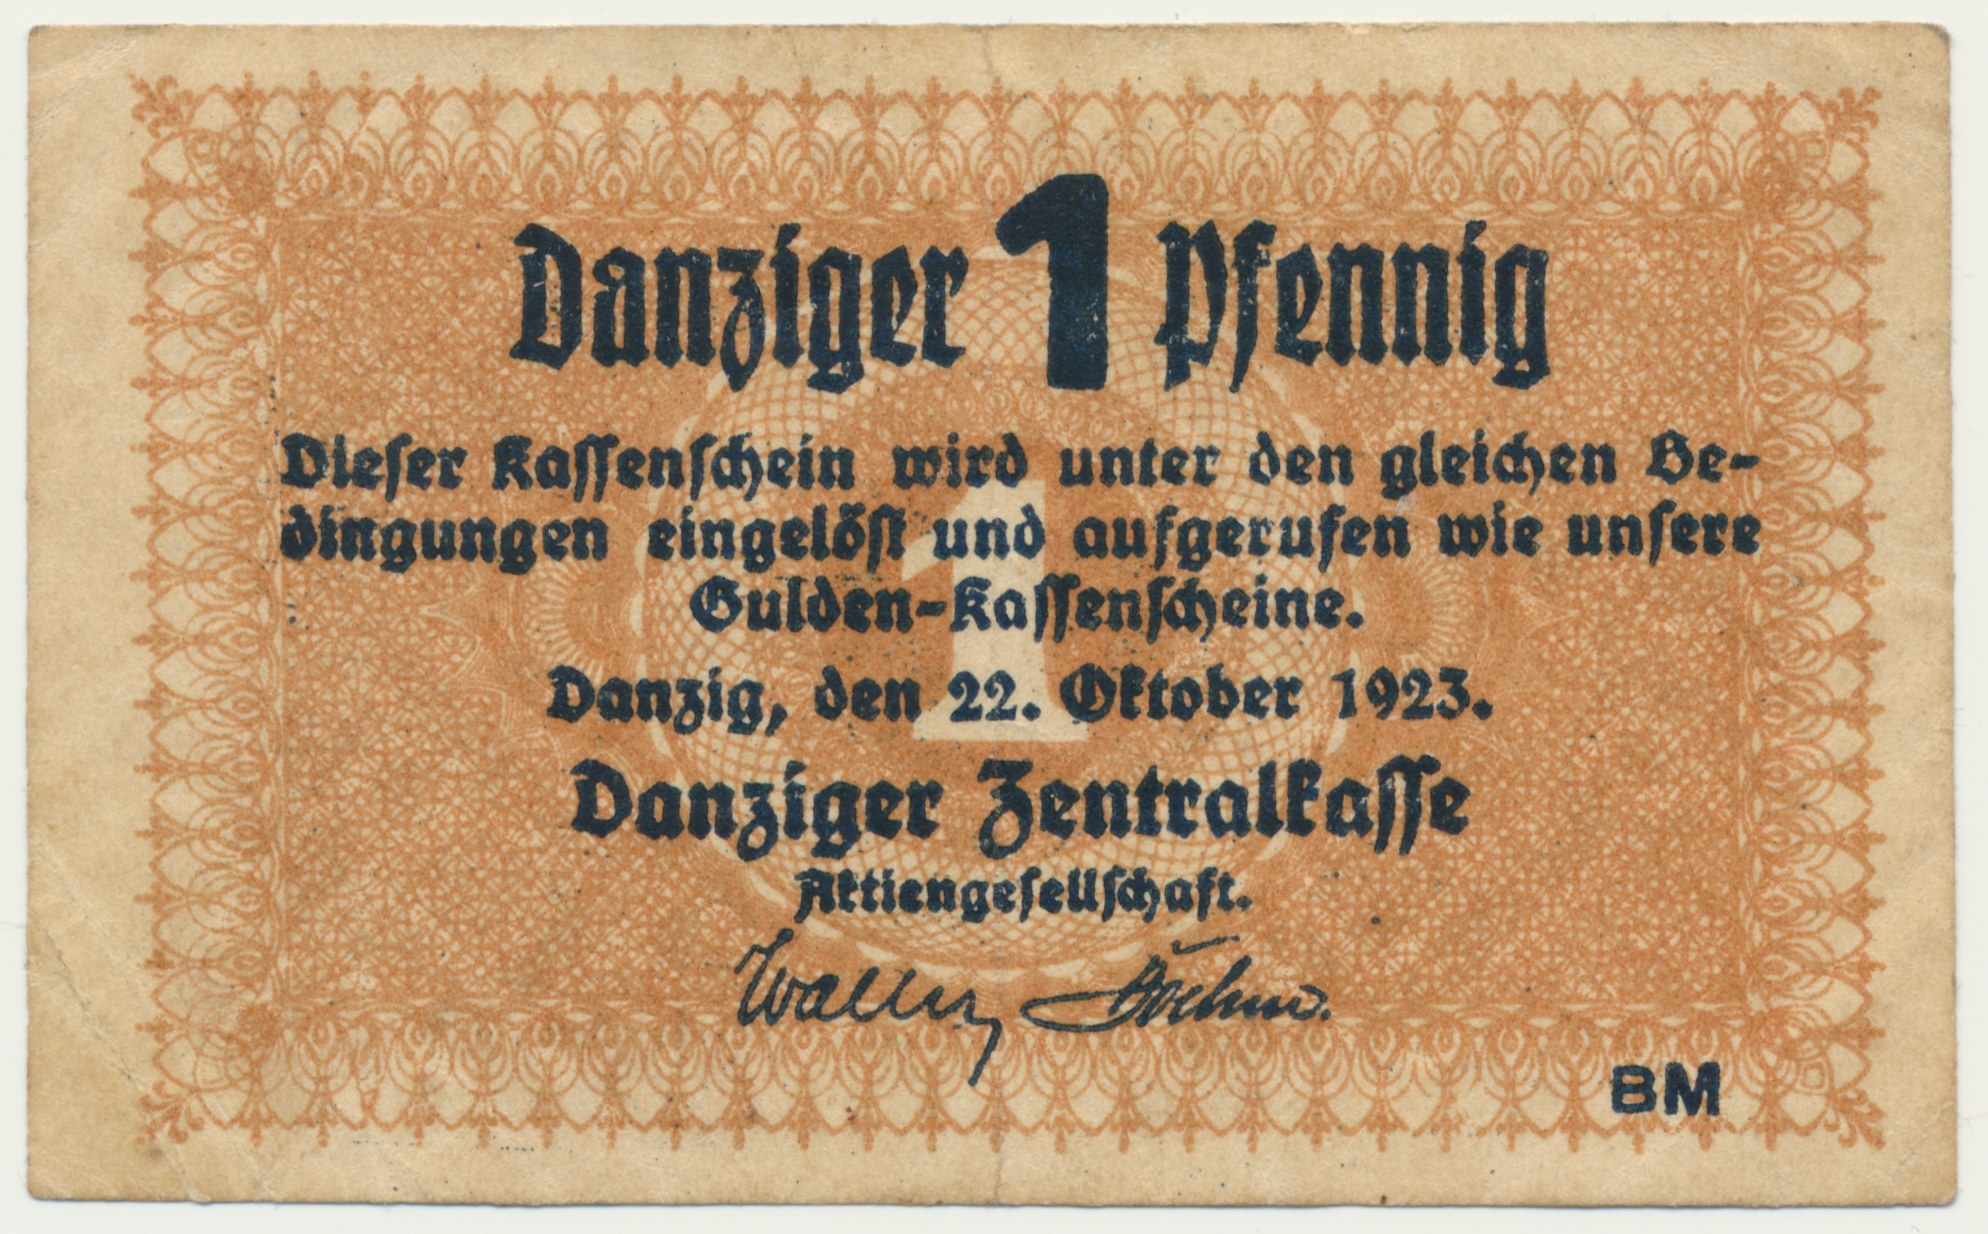 Danziger 1 Pfennig
Dieser Kassenschein wird unter den gleichen Be-
dingungen eingelöst und aufgerufen wie unsere
Gulden-Kassenscheine.
1
Danzig, den 22. Oktober 1923.
Danziger Zentralkasse
Aktiengesellschaft.
BM